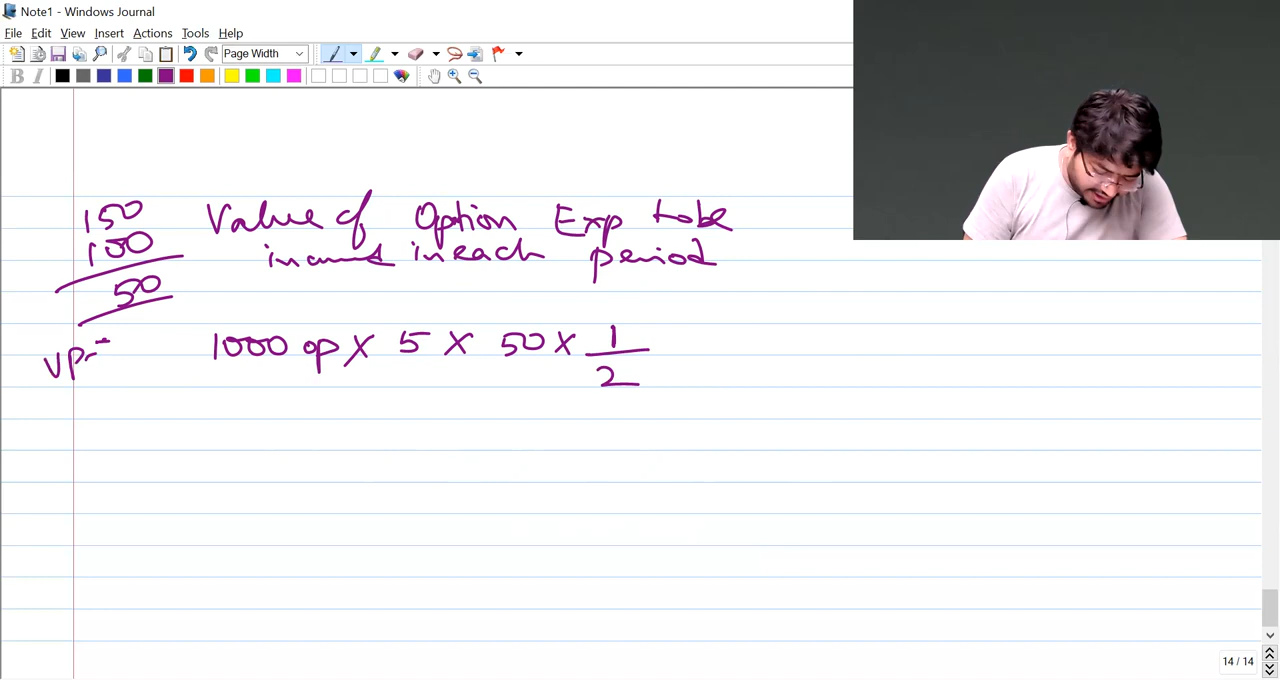 Note1 - Windows Journal
File Edit View Insert Actions Tools Help
Page Width
B I
150
100
50
Value of Option Exp to be
in each period
1000 op X 5 X 50 X 1/2
14 / 14